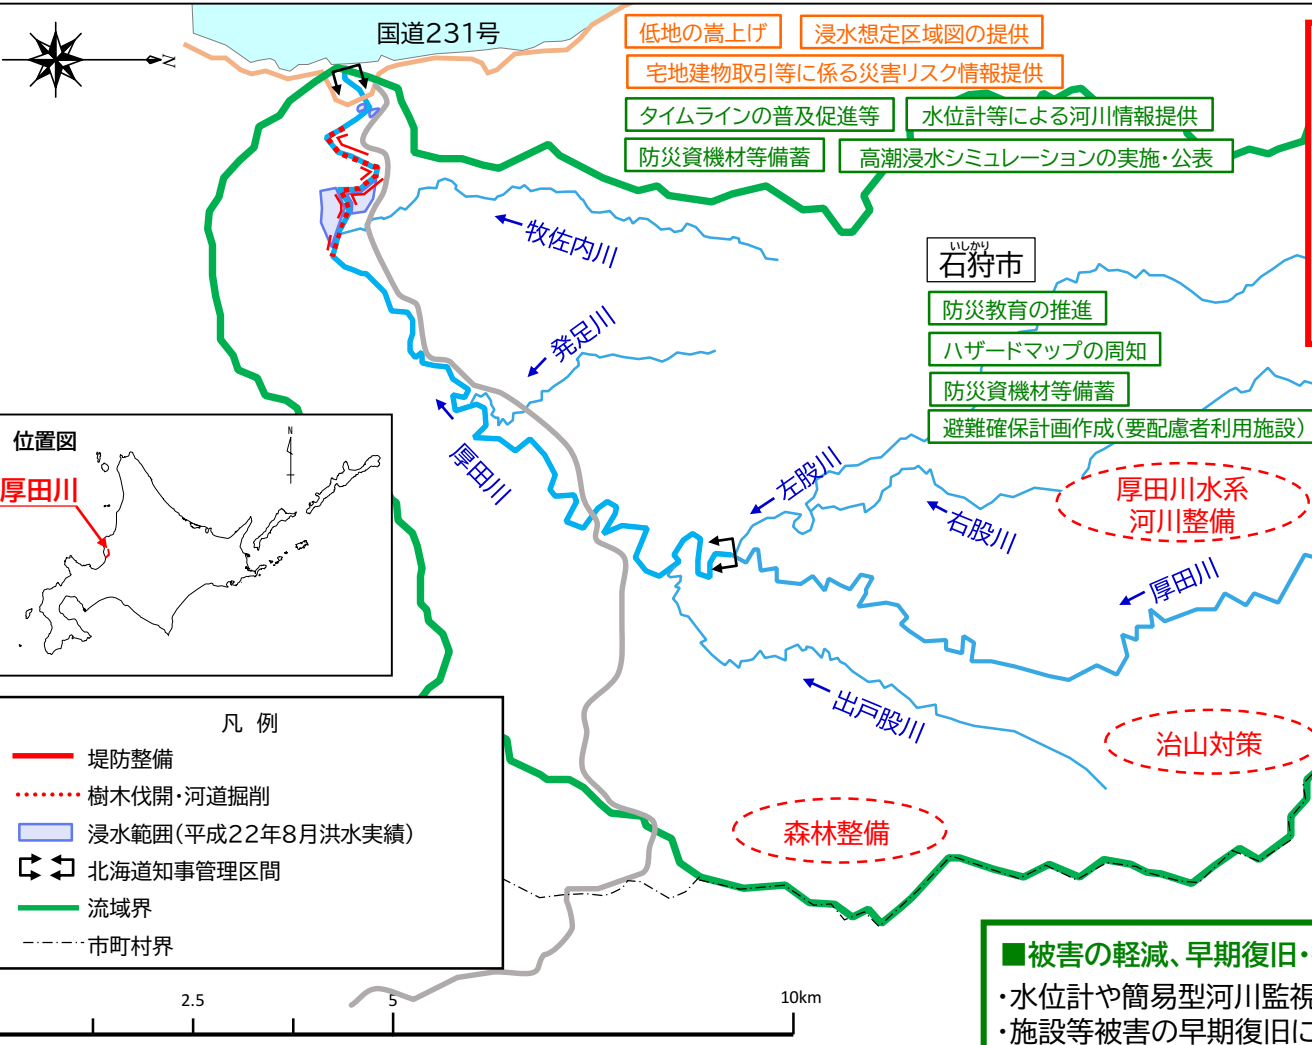 国道231号
低地の嵩上げ
浸水想定区域図の提供
宅地建物取引等に係る災害リスク情報提供
タイムラインの普及促進等
水位計等による河川情報提供
防災資機材等備蓄
高潮浸水シミュレーションの実施・公表
N
牧佐内川
いしかり
石狩市
防災教育の推進
ハザードマップの周知
防災資機材等備蓄
避難確保計画作成(要配慮者利用施設)
発足川
厚田川
左股川
右股川
厚田川水系
河川整備
厚田川
出戸股川
治山対策
森林整備
位置図
N
厚田川
凡 例
堤防整備
樹木伐開・河道掘削
浸水範囲(平成22年8月洪水実績)
北海道知事管理区間
流域界
市町村界
2.5
5
10km
■被害の軽減、早期復旧・
・水位計や簡易型河川監視
・施設等被害の早期復旧に